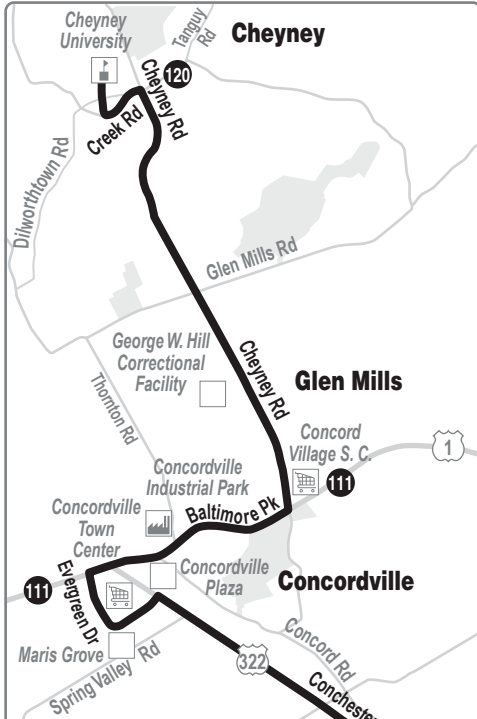 Cheyney
University
Tanguy
Rd
Cheyney
120
Cheyney Rd
Creek Rd
Dilworthtown Rd
Glen Mills Rd
George W. Hill
Correctional
Facility
Cheyney Rd
Glen Mills
Thornton Rd
Concord
Village S. C.
1
111
Concordville
Industrial Park
Baltimore Pk
Concordville
Town
Center
Concordville
Plaza
Concordville
111
Evergreen Dr
Maris Grove
Spring Valley Rd
322
Concord Rd
Conchester